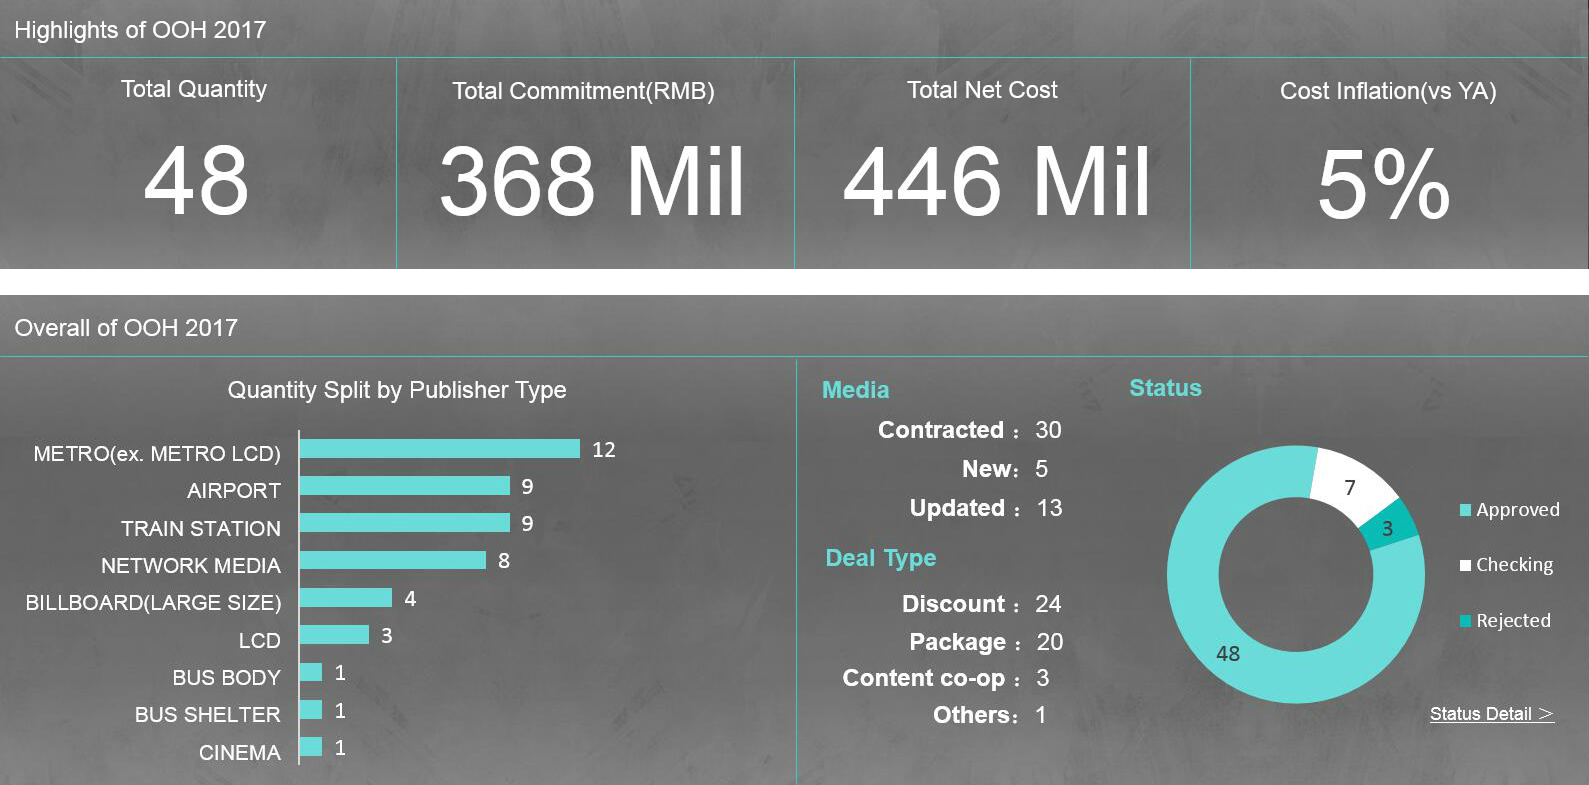 Highlights of OOH 2017
Total Quantity
48
Total Commitment(RMB)
368 Mil
Total Net Cost
446 Mil
Cost Inflation(vs YA)
5%
Overall of OOH 2017
Quantity Split by Publisher Type
METRO(ex. METRO LCD) 12
AIRPORT 9
TRAIN STATION 9
NETWORK MEDIA 8
BILLBOARD(LARGE SIZE) 4
LCD 3
BUS BODY 1
BUS SHELTER 1
CINEMA 1
Media
Contracted ： 30
New： 5
Updated ： 13
Deal Type
Discount ： 24
Package ： 20
Content co-op ： 3
Others： 1
Status
7
3
48
Approved
Checking
Rejected
Status Detail ＞